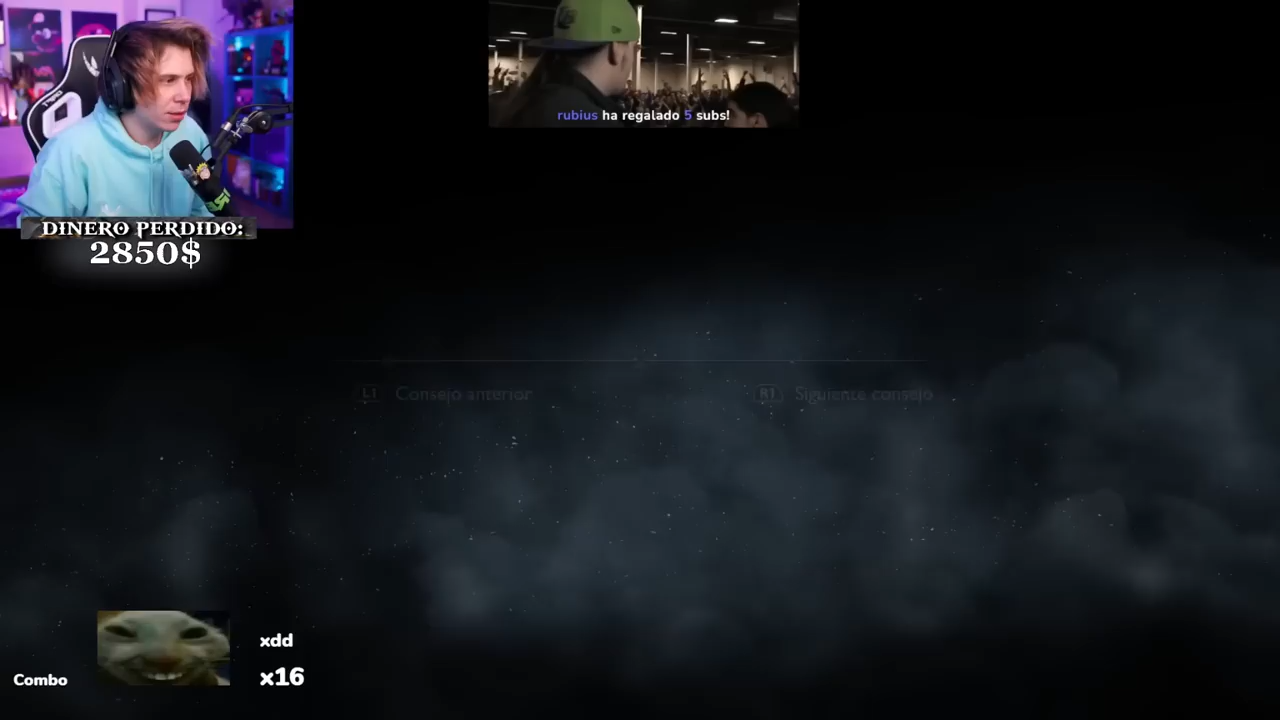 rubius ha regalado 5 subs!
DINERO PERDIDO:
2850$
L1 Consejo anterior
R1 Siguiente consejo
xdd
Combo
x16